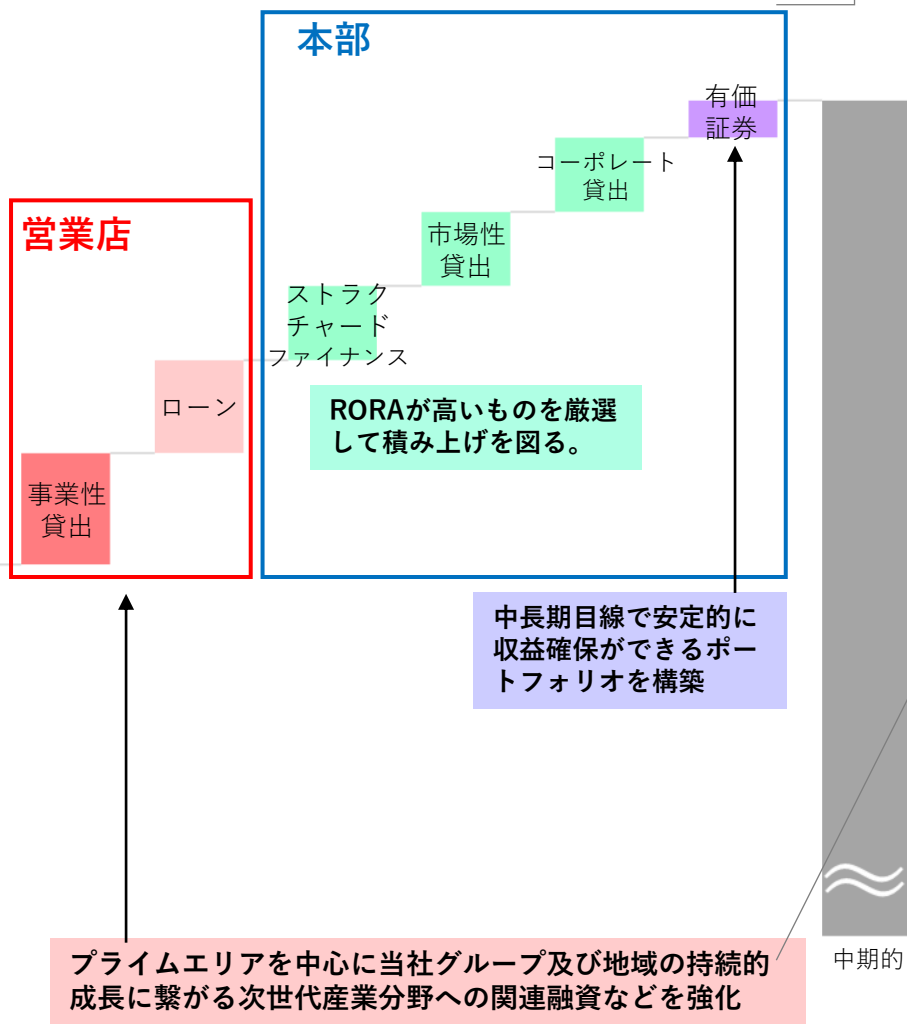 本部
有価
証券
コーポレート
貸出
営業店
市場性
貸出
ストラク
チャード
ファイナンス
ローン
RORAが高いものを厳選
して積み上げを図る。
事業性
貸出
中長期目線で安定的に
収益確保ができるポー
トフォリオを構築
プライムエリアを中心に当社グループ及び地域の持続的
成長に繋がる次世代産業分野への関連融資などを強化
中期的